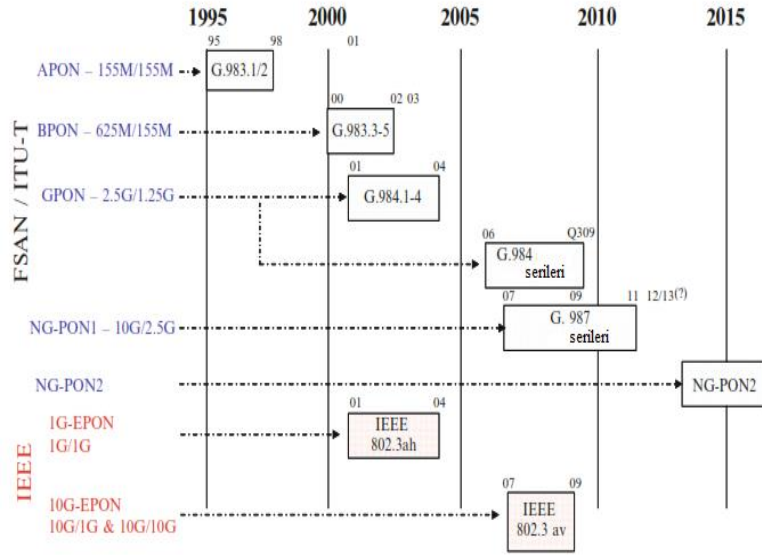 1995 2000 2005 2010 2015
95 98 01
APON – 155M/155M G.983.1/2
00 02 03
BPON – 625M/155M G.983.3-5
01 04
GPON – 2.5G/1.25G G.984.1-4
06 Q309
G.984
serileri
07 09 11 12/13(?)
NG-PON1 – 10G/2.5G G. 987
serileri
NG-PON2 NG-PON2
01 04
1G-EPON IEEE
1G/1G 802.3ah
07 09
10G-EPON IEEE
10G/1G & 10G/10G 802.3 av
FSAN / ITU-T
IEEE